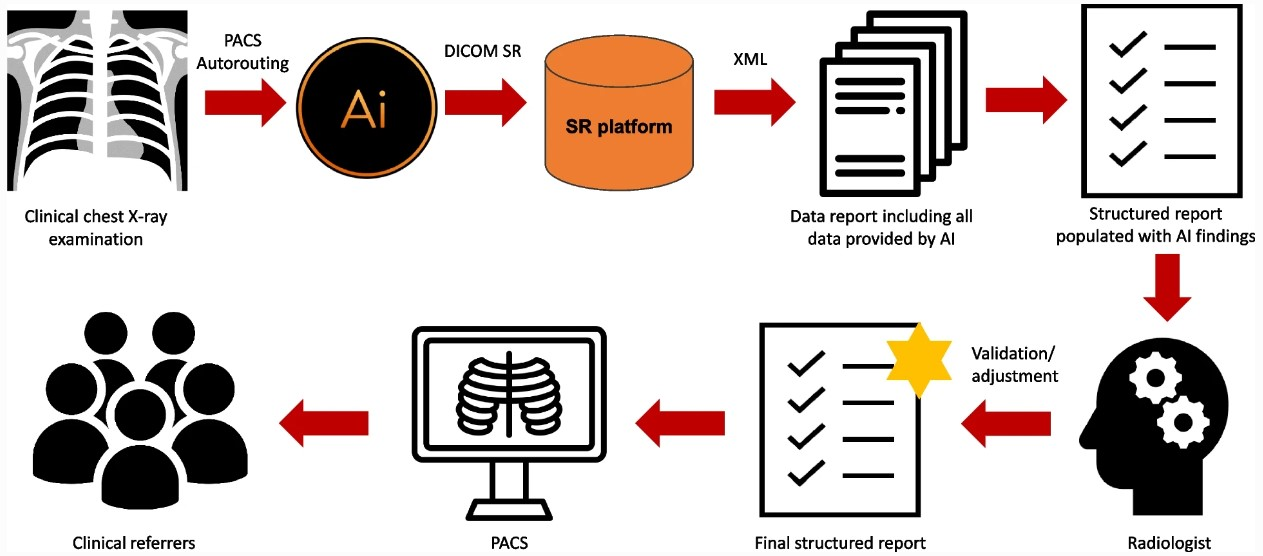 PACS
Autorouting
Ai
DICOM SR
SR platform
XML
Clinical chest X-ray
examination
Data report including all
data provided by AI
Structured report
populated with AI findings
Validation/
adjustment
Clinical referrers
PACS
Final structured report
Radiologist